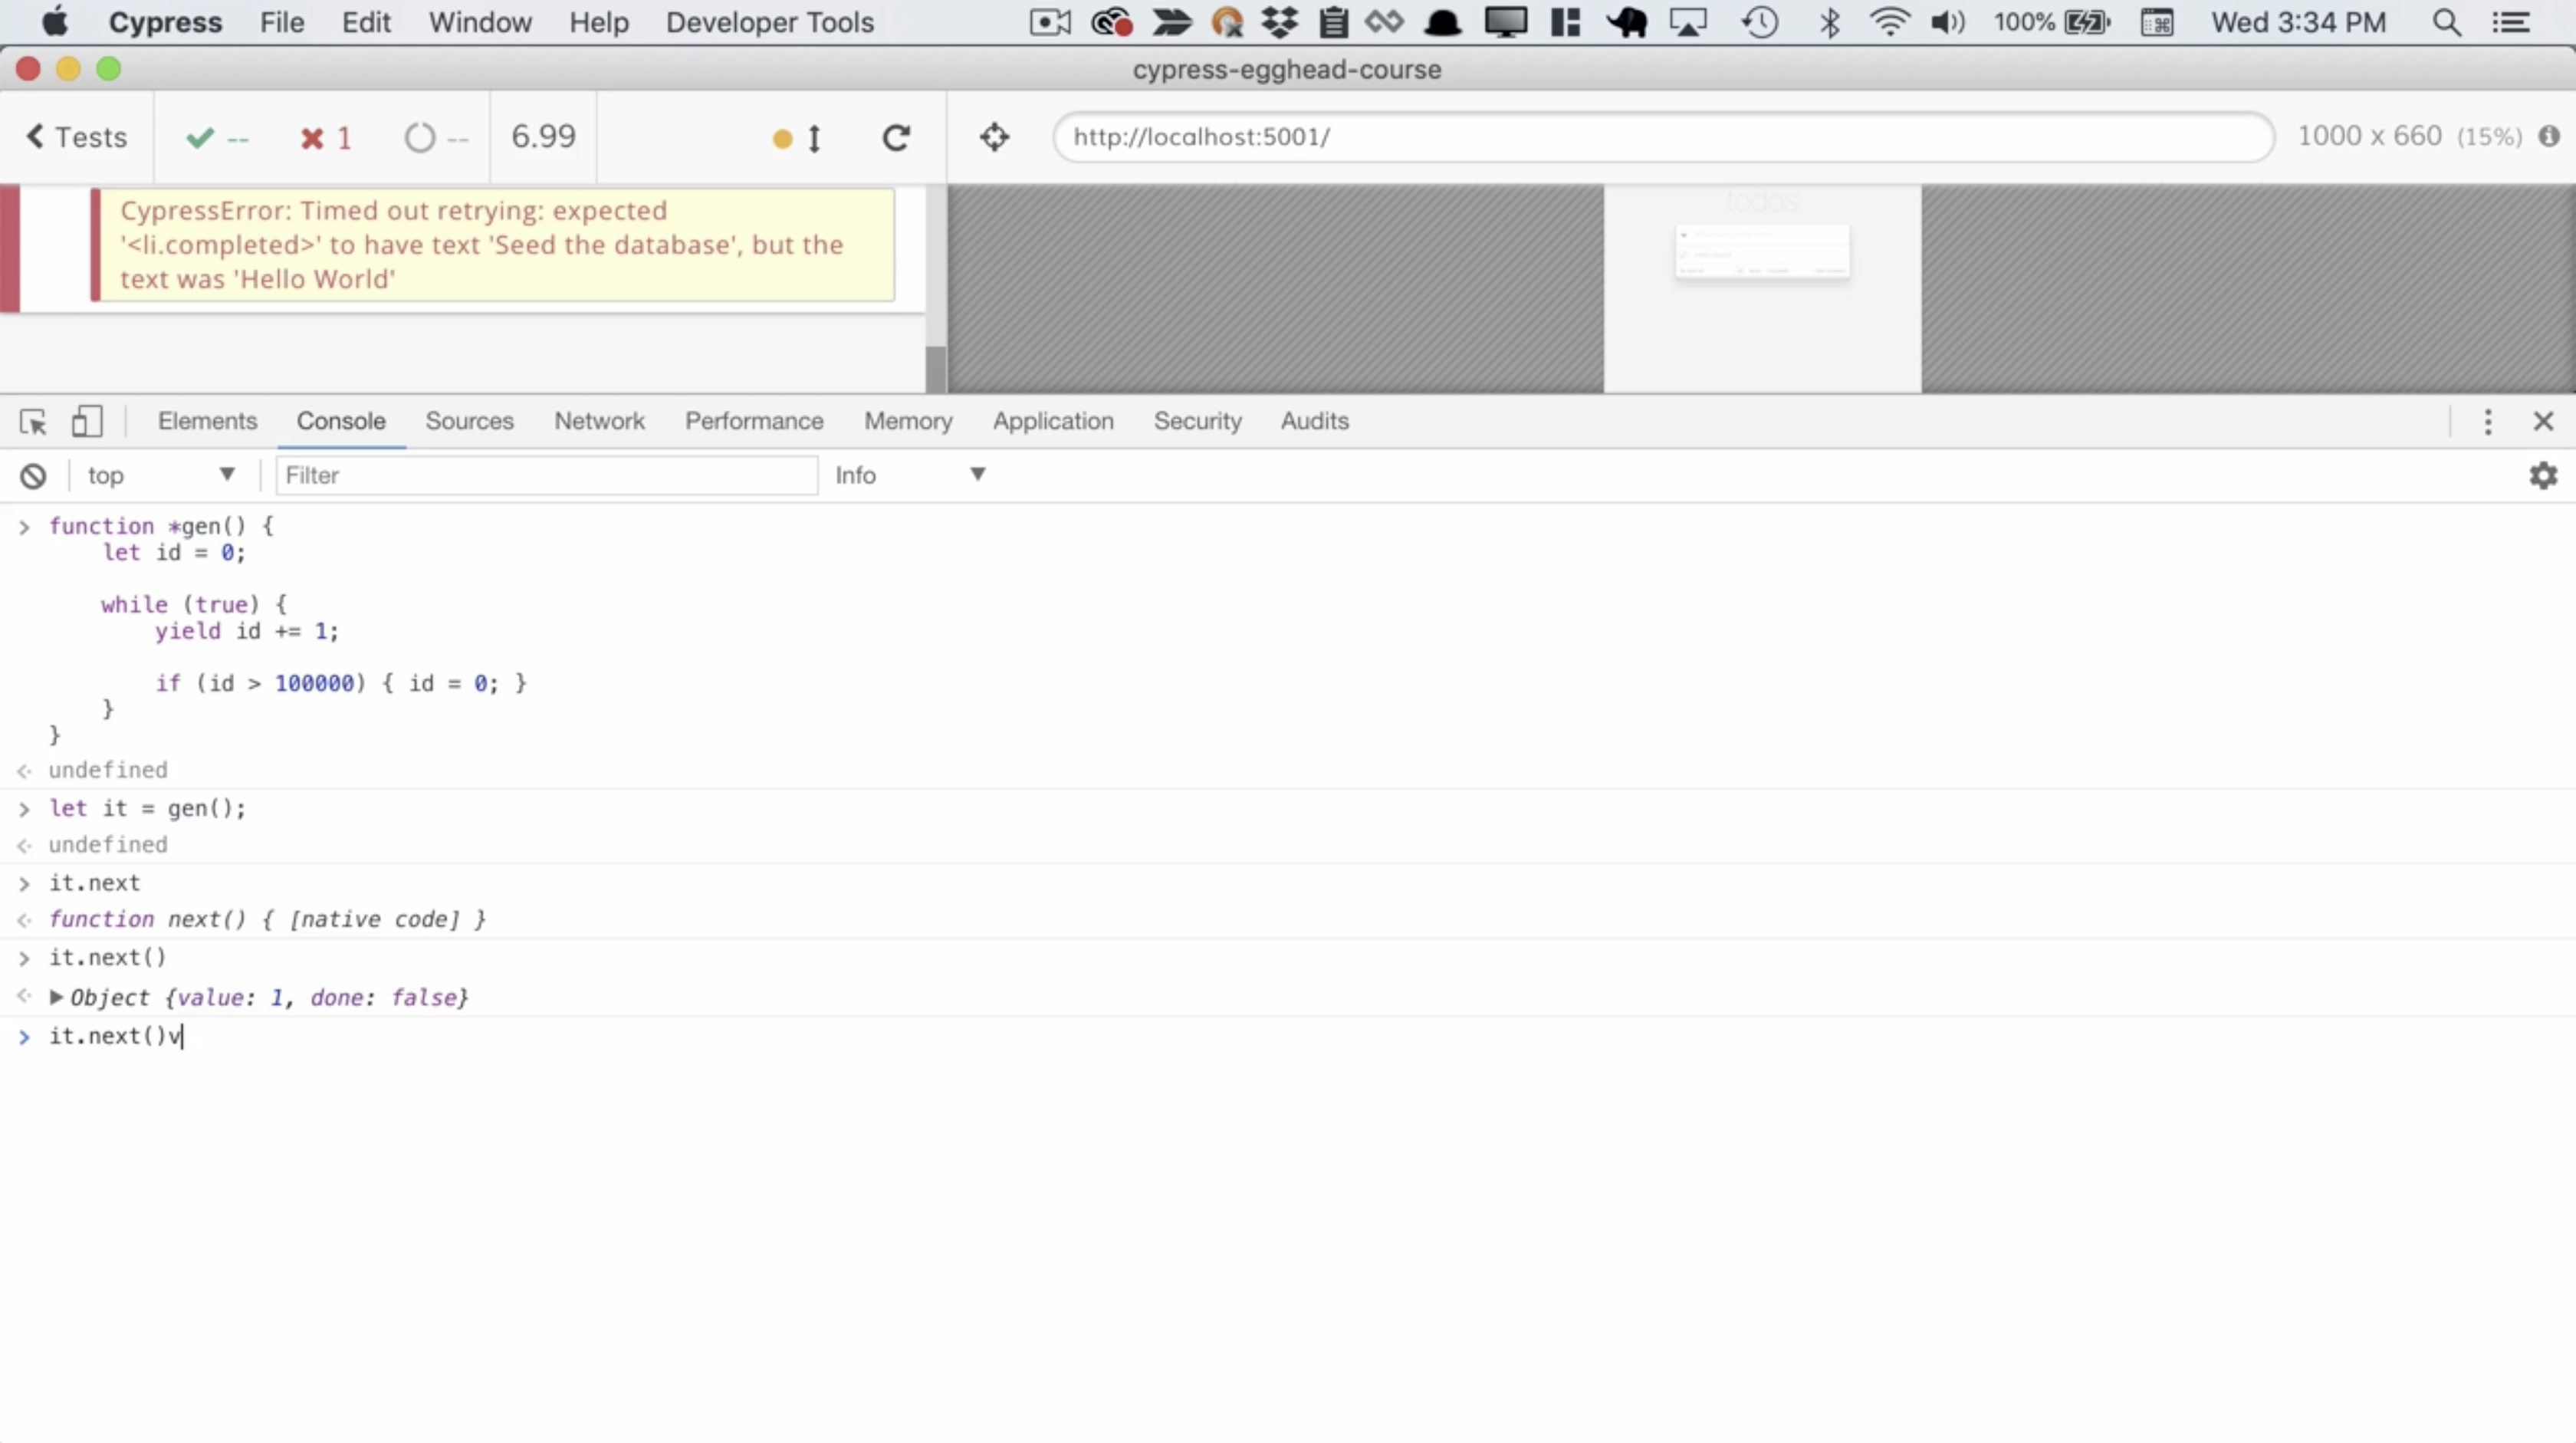 Cypress File Edit Window Help Developer Tools 100% Wed 3:34 PM
cypress-egghead-course
Tests -- 1 -- 6.99 http://localhost:5001/ 1000 x 660 (15%)
CypressError: Timed out retrying: expected
'<li.completed>' to have text 'Seed the database', but the
text was 'Hello World'
todos
Elements Console Sources Network Performance Memory Application Security Audits
top Filter Info
> function *gen() {
let id = 0;
while (true) {
yield id += 1;
if (id > 100000) { id = 0; }
}
}
undefined
> let it = gen();
undefined
> it.next
function next() { [native code] }
> it.next()
Object {value: 1, done: false}
> it.next()v